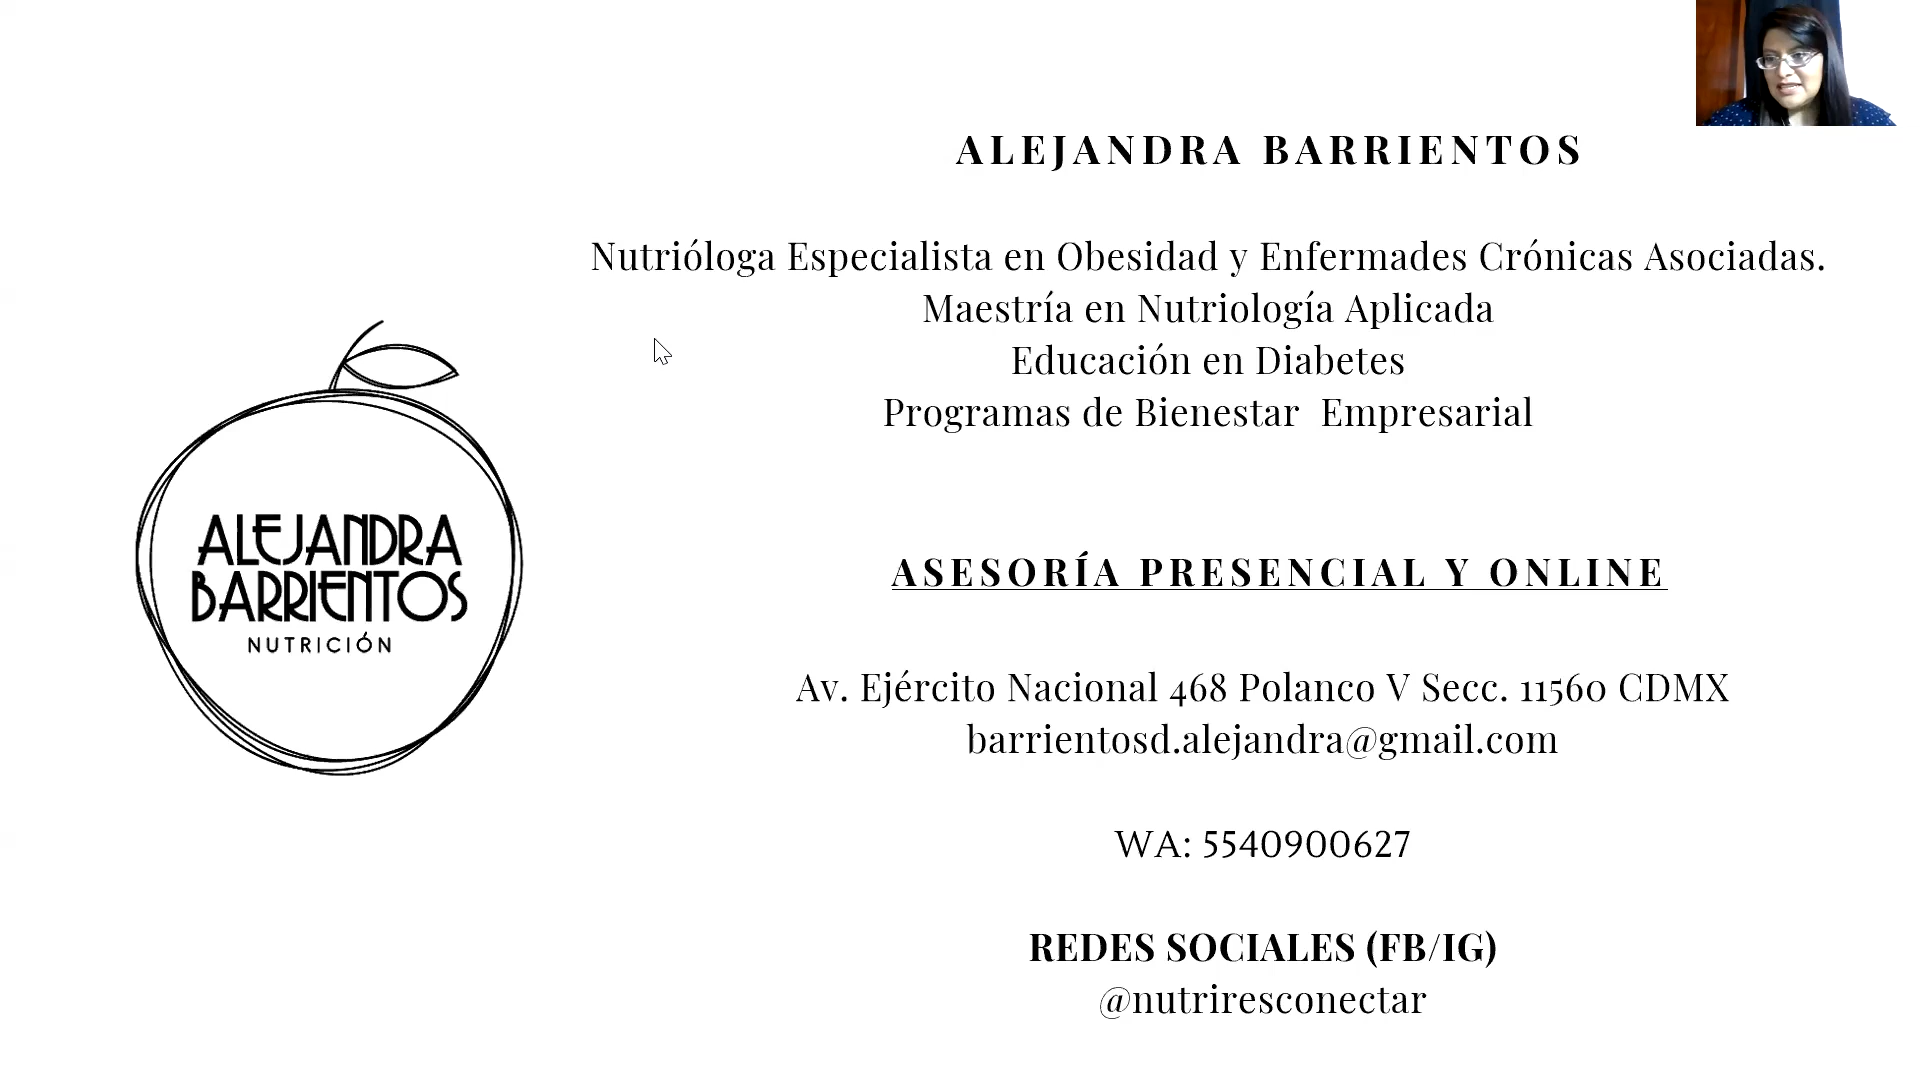 ALEJANDRA BARRIENTOS
Nutrióloga Especialista en Obesidad y Enfermades Crónicas Asociadas.
Maestría en Nutriología Aplicada
Educación en Diabetes
Programas de Bienestar Empresarial
ALEJANDRA
BARRIENTOS
NUTRICIÓN
ASESORÍA PRESENCIAL Y ONLINE
Av. Ejército Nacional 468 Polanco V Secc. 11560 CDMX
barrientosd.alejandra@gmail.com
WA: 5540900627
REDES SOCIALES (FB/IG)
@nutriresconectar